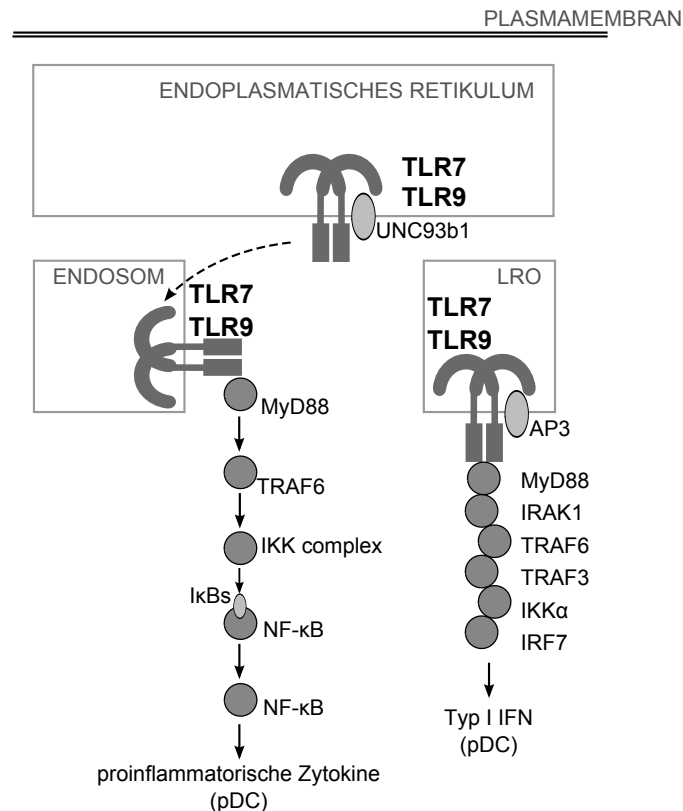 PLASMAMEMBRAN
ENDOPLASMATISCHES RETIKULUM
TLR7
TLR9
UNC93b1
ENDOSOM
TLR7
TLR9
MyD88
TRAF6
IKK complex
IκBs
NF-κB
NF-κB
proinflammatorische Zytokine
(pDC)
LRO
TLR7
TLR9
AP3
MyD88
IRAK1
TRAF6
TRAF3
IKKα
IRF7
Typ I IFN
(pDC)